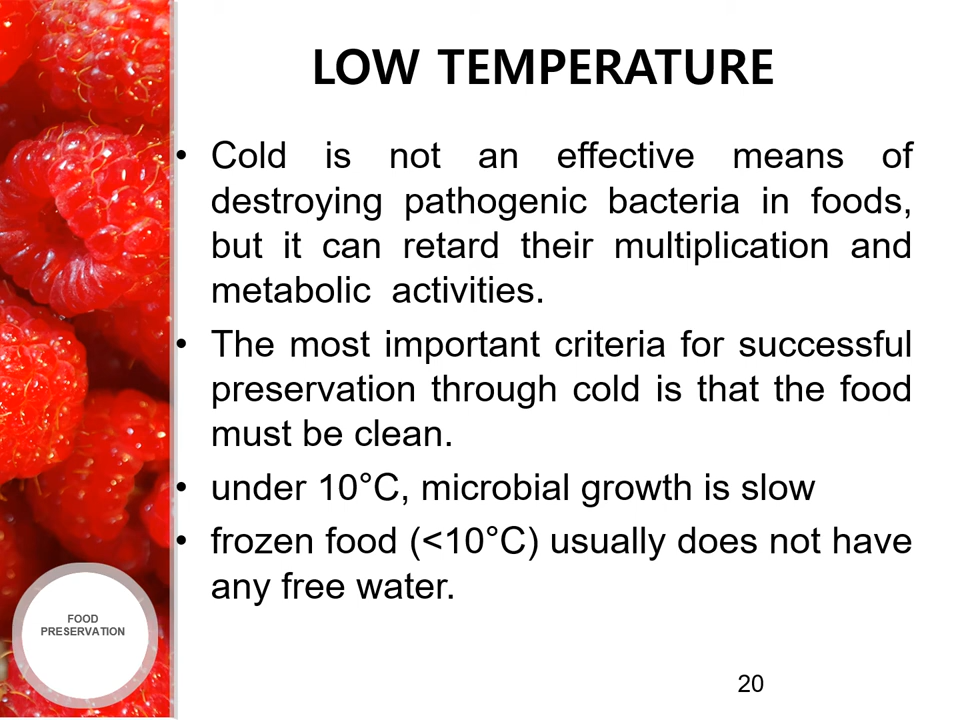 LOW TEMPERATURE
• Cold is not an effective means of
destroying pathogenic bacteria in foods,
but it can retard their multiplication and
metabolic activities.
• The most important criteria for successful
preservation through cold is that the food
must be clean.
• under 10°C, microbial growth is slow
• frozen food (<10°C) usually does not have
any free water.
FOOD
PRESERVATION
20